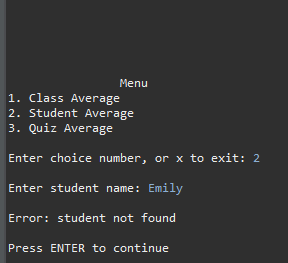 Menu
1. Class Average
2. Student Average
3. Quiz Average
Enter choice number, or x to exit: 2
Enter student name: Emily
Error: student not found
Press ENTER to continue